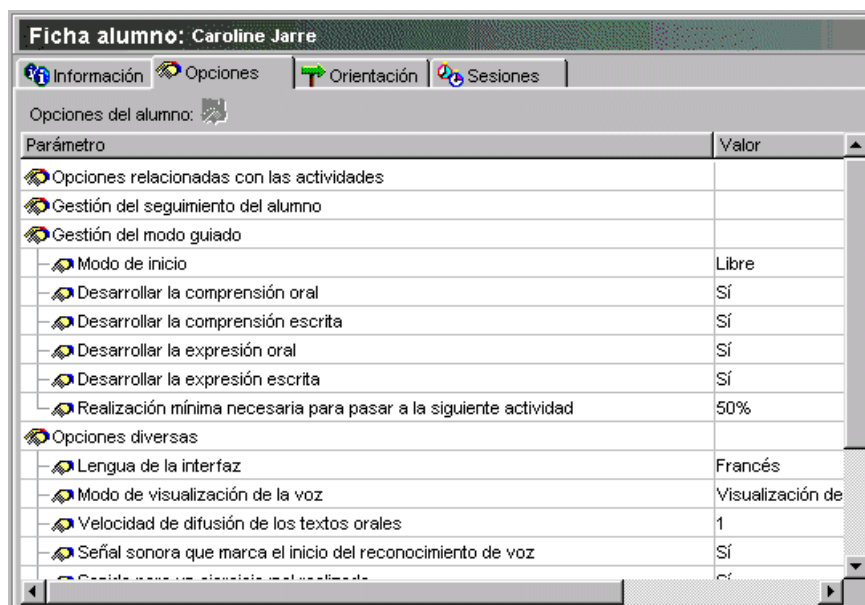 Ficha alumno: Caroline Jarre
Información Opciones Orientación Sesiones
Opciones del alumno:
Parámetro Valor
Opciones relacionadas con las actividades
Gestión del seguimiento del alumno
Gestión del modo guiado
Modo de inicio Libre
Desarrollar la comprensión oral Sí
Desarrollar la comprensión escrita Sí
Desarrollar la expresión oral Sí
Desarrollar la expresión escrita Sí
Realización mínima necesaria para pasar a la siguiente actividad 50%
Opciones diversas
Lengua de la interfaz Francés
Modo de visualización de la voz Visualización de
Velocidad de difusión de los textos orales 1
Señal sonora que marca el inicio del reconocimiento de voz Sí